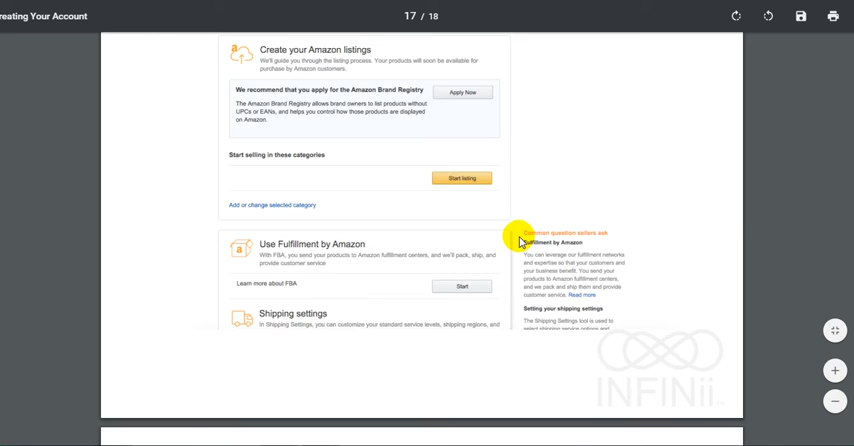 reating Your Account
17 / 18
Create your Amazon listings
We'll guide you through the listing process. Your products will soon be available for
purchase by Amazon customers.
We recommend that you apply for the Amazon Brand Registry
Apply Now
The Amazon Brand Registry allows brand owners to list products without
UPCs or EANs, and helps you control how those products are displayed
on Amazon.
Start selling in these categories
Start listing
Add or change selected category
Use Fulfillment by Amazon
With FBA, you send your products to Amazon fulfillment centers, and we'll pack, ship, and
provide customer service
Learn more about FBA
Start
Shipping settings
In Shipping Settings, you can customize your standard service levels, shipping regions, and
Common question sellers ask
Fulfillment by Amazon
You can leverage our fulfillment networks
and expertise so that your customers and
your business benefit. You send your
products to Amazon fulfillment centers,
and we pack and ship them and provide
customer service. Read more
Setting your shipping settings
The Shipping Settings tool is used to
select shipping service options and
INFINii